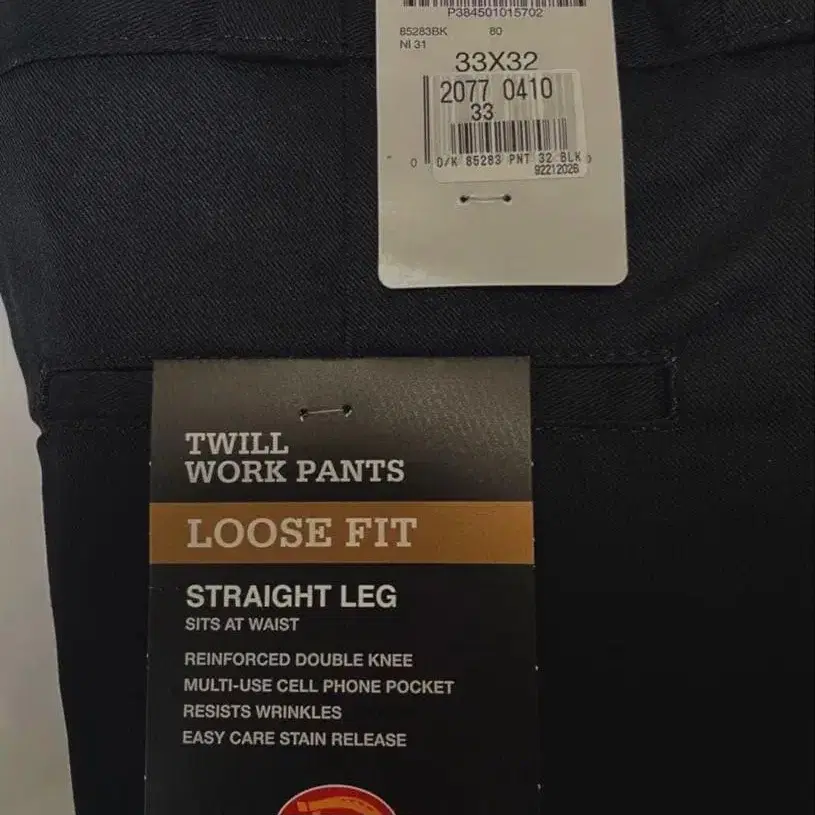 P384501015702
85283BK 80
NI 31
33X32
2077 0410
33
0
O/K 85283 PNT 32 BLK
92212026
TWILL
WORK PANTS
LOOSE FIT
STRAIGHT LEG
SITS AT WAIST
REINFORCED DOUBLE KNEE
MULTI-USE CELL PHONE POCKET
RESISTS WRINKLES
EASY CARE STAIN RELEASE